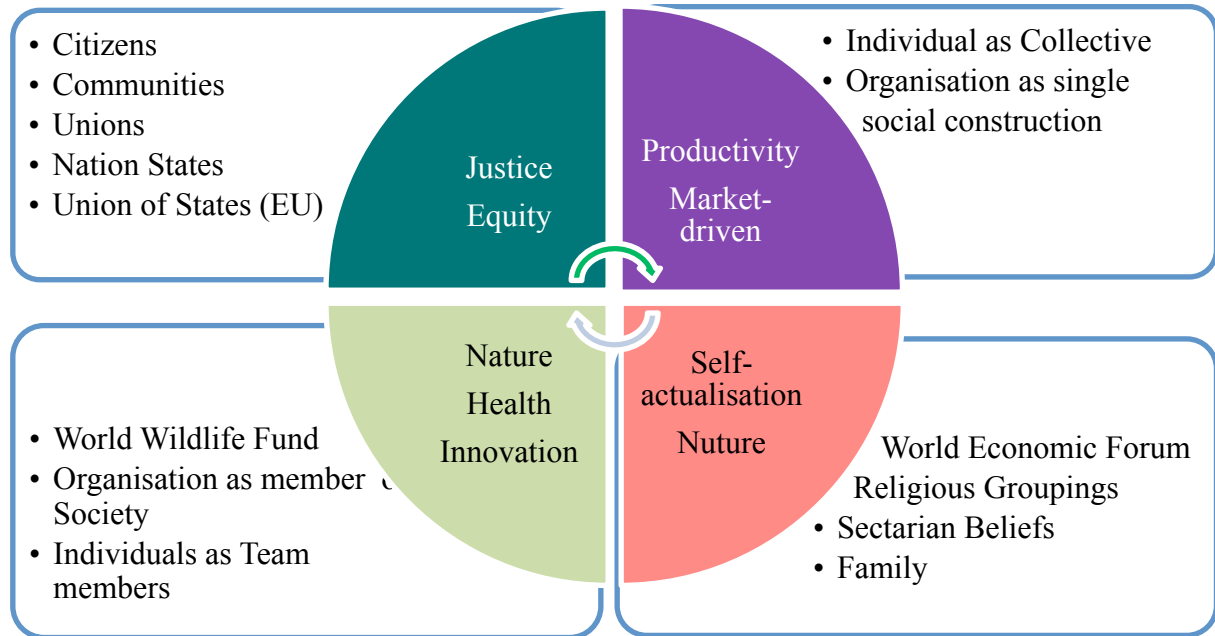 • Citizens
• Communities
• Unions
• Nation States
• Union of States (EU)
Justice
Equity
Productivity
Market-
driven
• Individual as Collective
• Organisation as single
social construction
• World Wildlife Fund
• Organisation as member
Society
• Individuals as Team
members
Nature
Health
Innovation
Self-
actualisation
Nuture
World Economic Forum
Religious Groupings
• Sectarian Beliefs
• Family